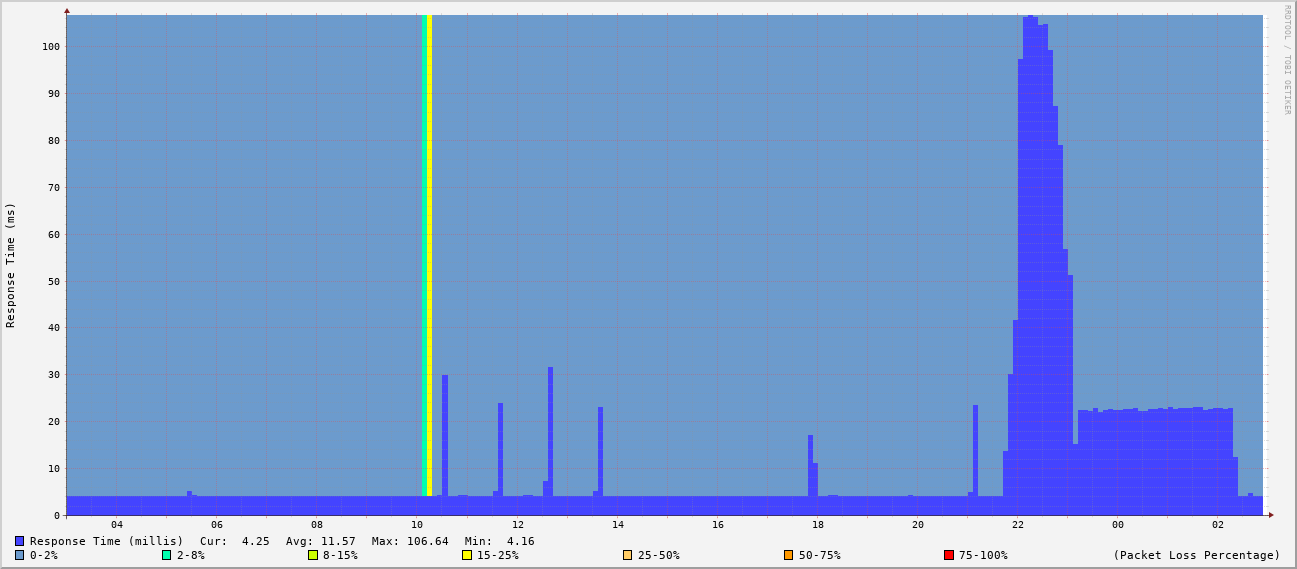 RRDTOOL / TOBI OETIKER
Response Time (ms)
100
90
80
70
60
50
40
30
20
10
0
04 06 08 10 12 14 16 18 20 22 00 02
Response Time (millis) Cur: 4.25 Avg: 11.57 Max: 106.64 Min: 4.16
0-2% 2-8% 8-15% 15-25% 25-50% 50-75% 75-100% (Packet Loss Percentage)